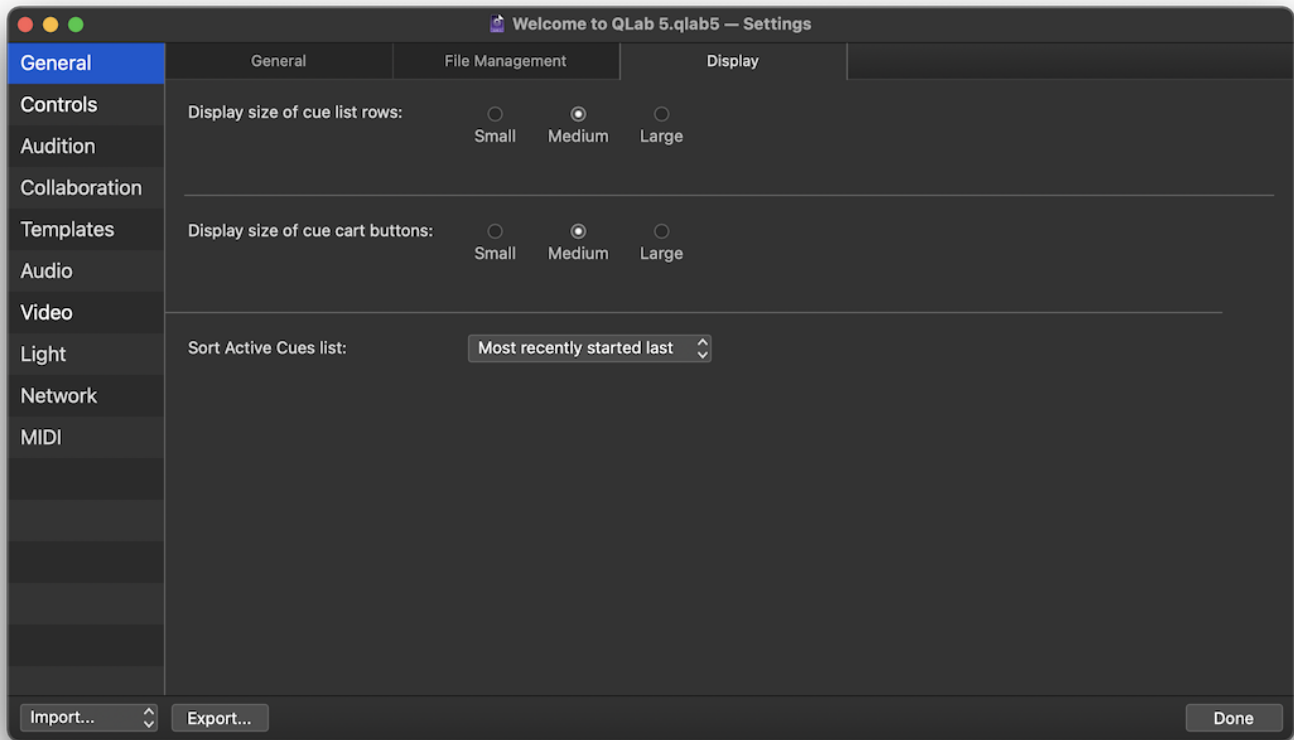 Welcome to QLab 5.qlab5 — Settings
General
Controls
Audition
Collaboration
Templates
Audio
Video
Light
Network
MIDI
General File Management Display
Display size of cue list rows:
Small Medium Large
Display size of cue cart buttons:
Small Medium Large
Sort Active Cues list: Most recently started last
Import... Export... Done